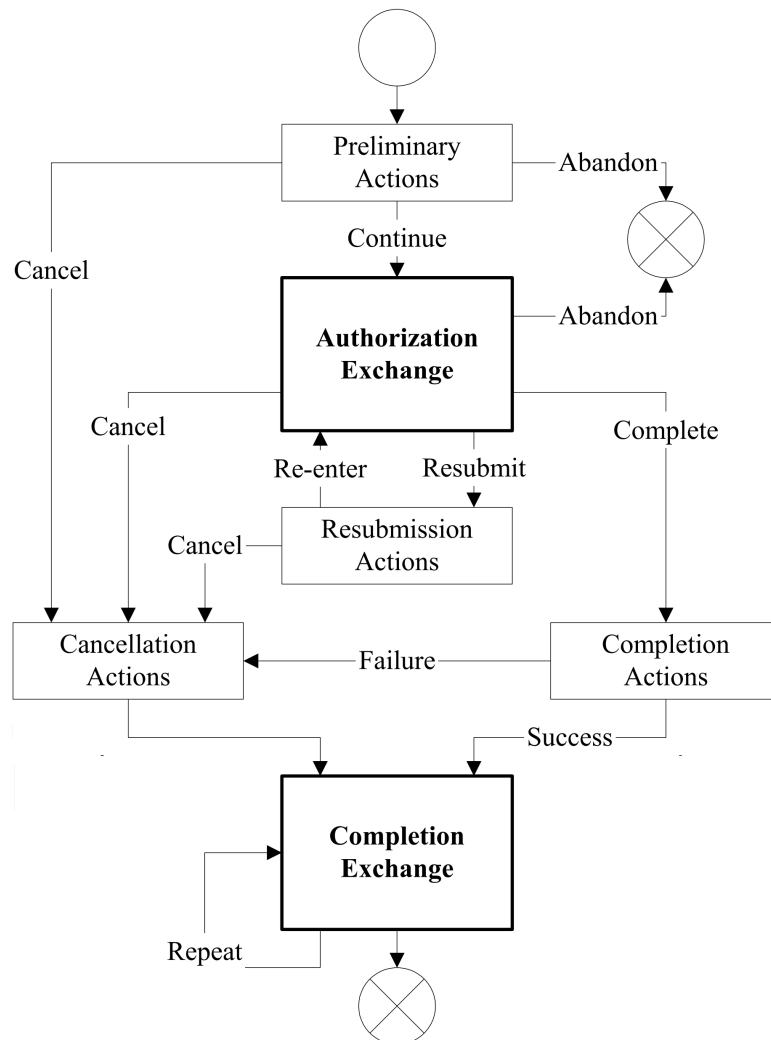 Preliminary
Actions
Abandon
Continue
Cancel
Authorization
Exchange
Abandon
Cancel
Complete
Re-enter
Resubmit
Resubmission
Actions
Cancel
Cancellation
Actions
Failure
Completion
Actions
Success
Completion
Exchange
Repeat